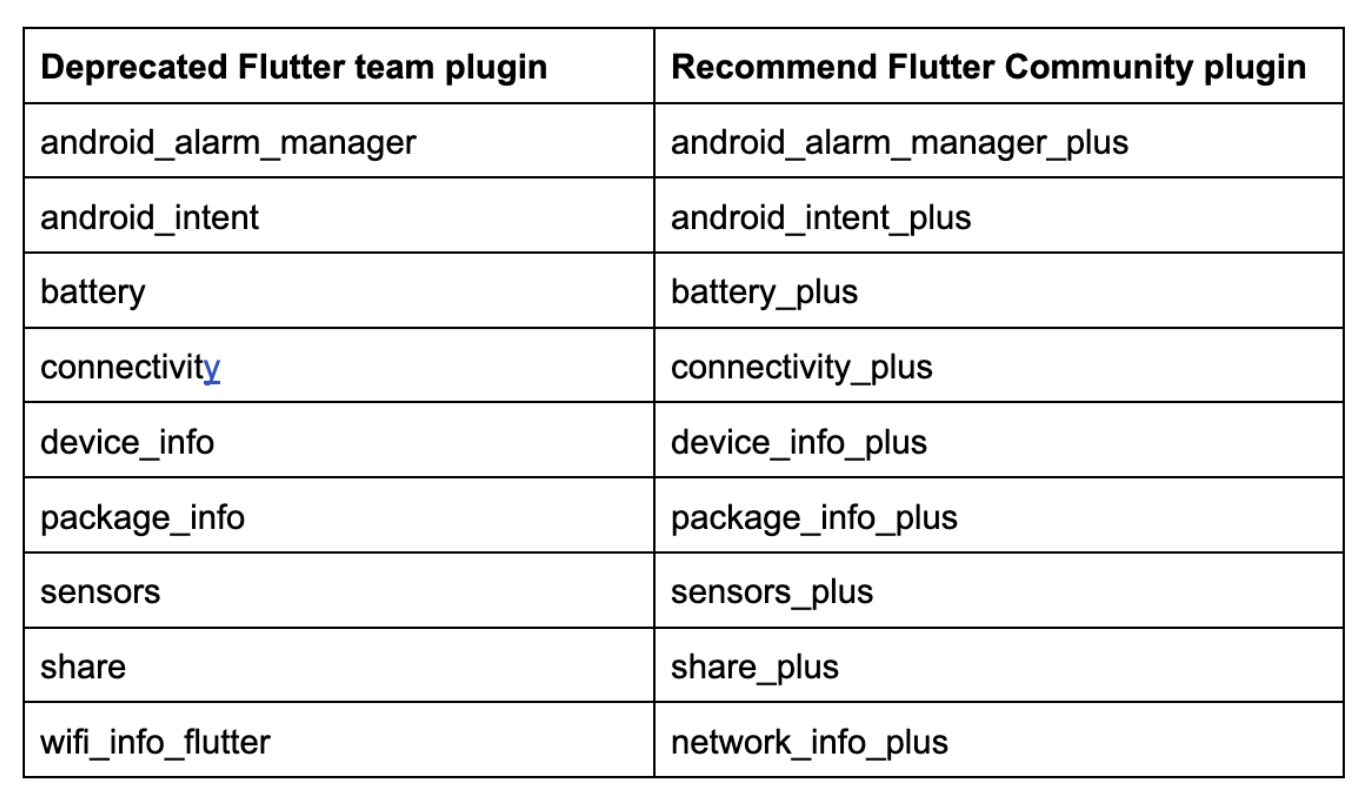 Deprecated Flutter team plugin Recommend Flutter Community plugin
android_alarm_manager android_alarm_manager_plus
android_intent android_intent_plus
battery battery_plus
connectivity connectivity_plus
device_info device_info_plus
package_info package_info_plus
sensors sensors_plus
share share_plus
wifi_info_flutter network_info_plus